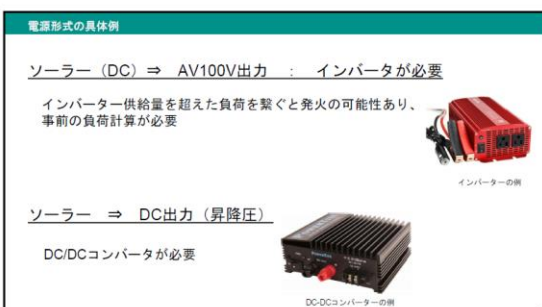 電源形式の具体例
ソーラー（DC）⇒ AV100V出力 ： インバータが必要
インバーター供給量を超えた負荷を繋ぐと発火の可能性あり、
事前の負荷計算が必要
インバーターの例
ソーラー ⇒ DC出力（昇降圧）
DC/DCコンバータが必要
DC-DCコンバーターの例